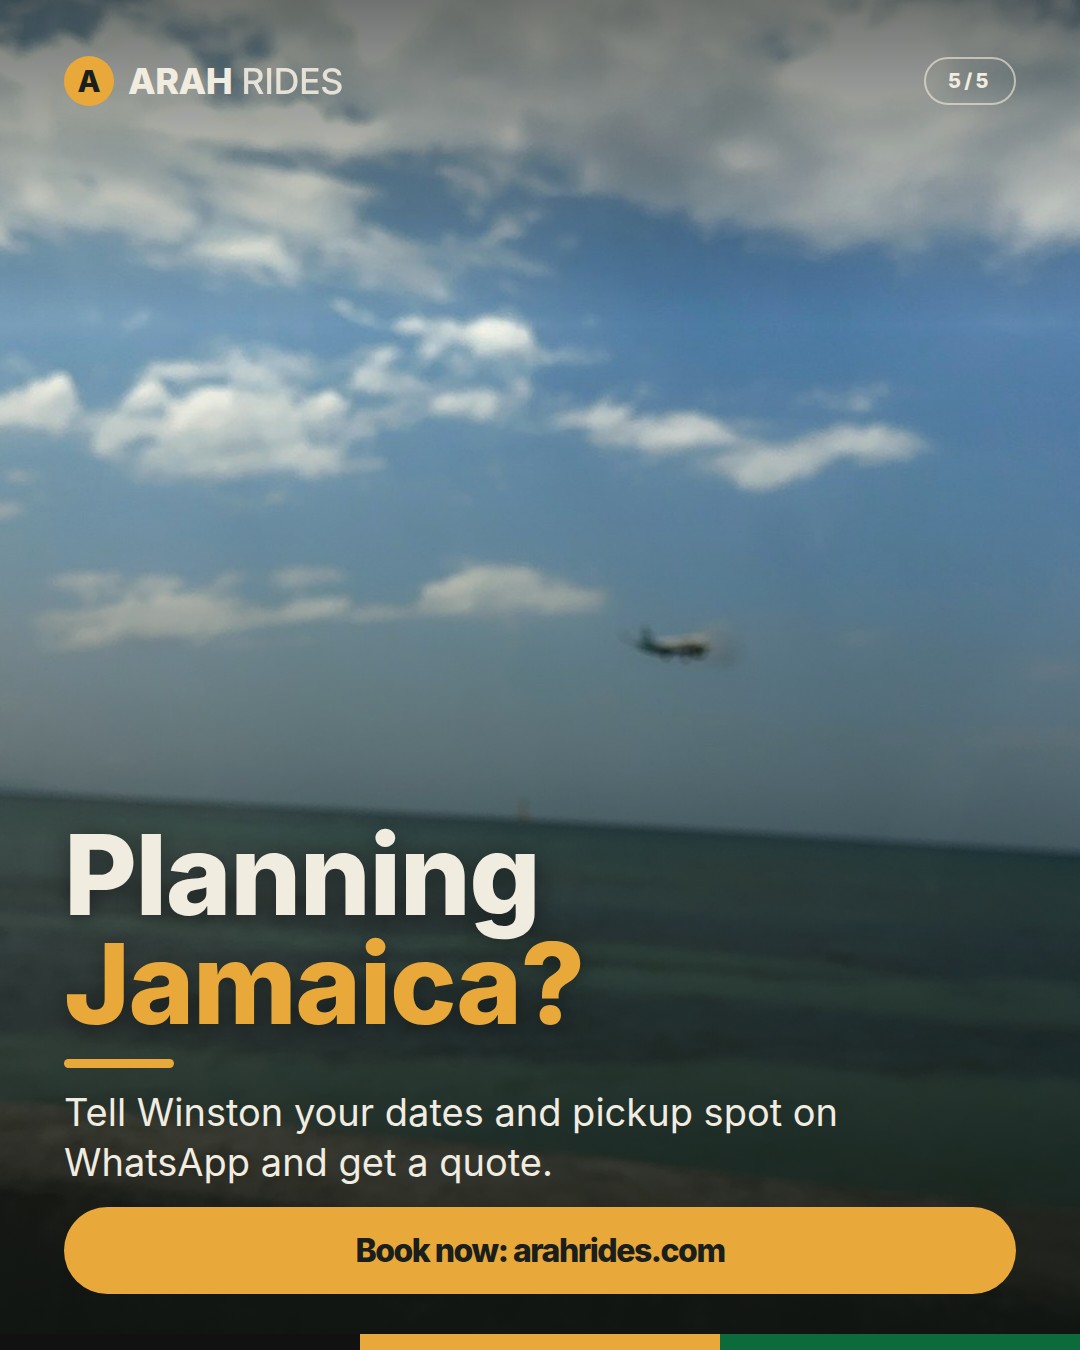 A ARAH RIDES
5/5
Planning
Jamaica?
Tell Winston your dates and pickup spot on
WhatsApp and get a quote.
Book now: arahrides.com